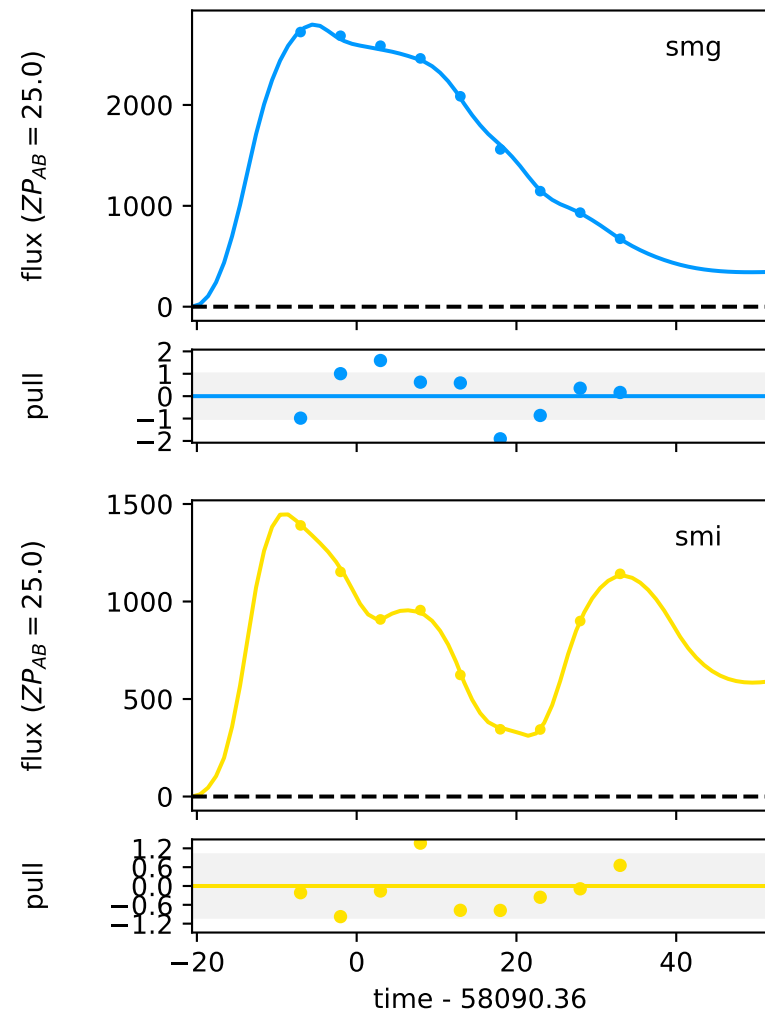 smg
flux (ZP_AB = 25.0)
2000
1000
0
pull
2
1
0
−1
−2
smi
flux (ZP_AB = 25.0)
1500
1000
500
0
pull
1.2
0.6
0.0
−0.6
−1.2
−20 0 20 40
time - 58090.36